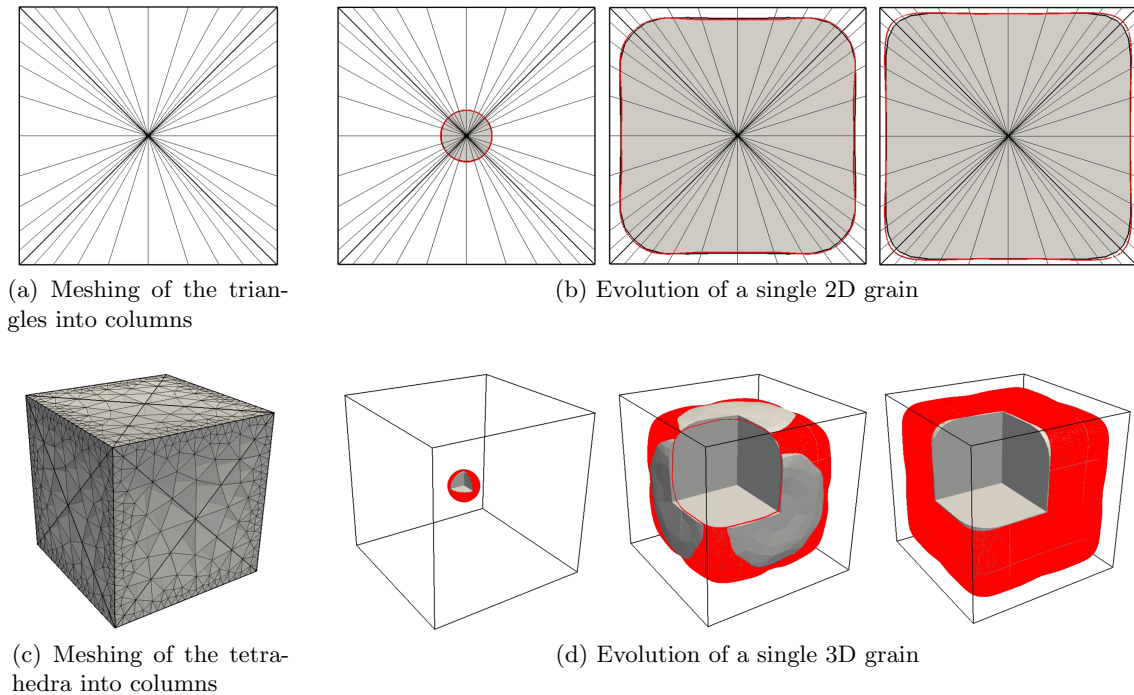 (a) Meshing of the trian-
gles into columns
(b) Evolution of a single 2D grain
(c) Meshing of the tetra-
hedra into columns
(d) Evolution of a single 3D grain